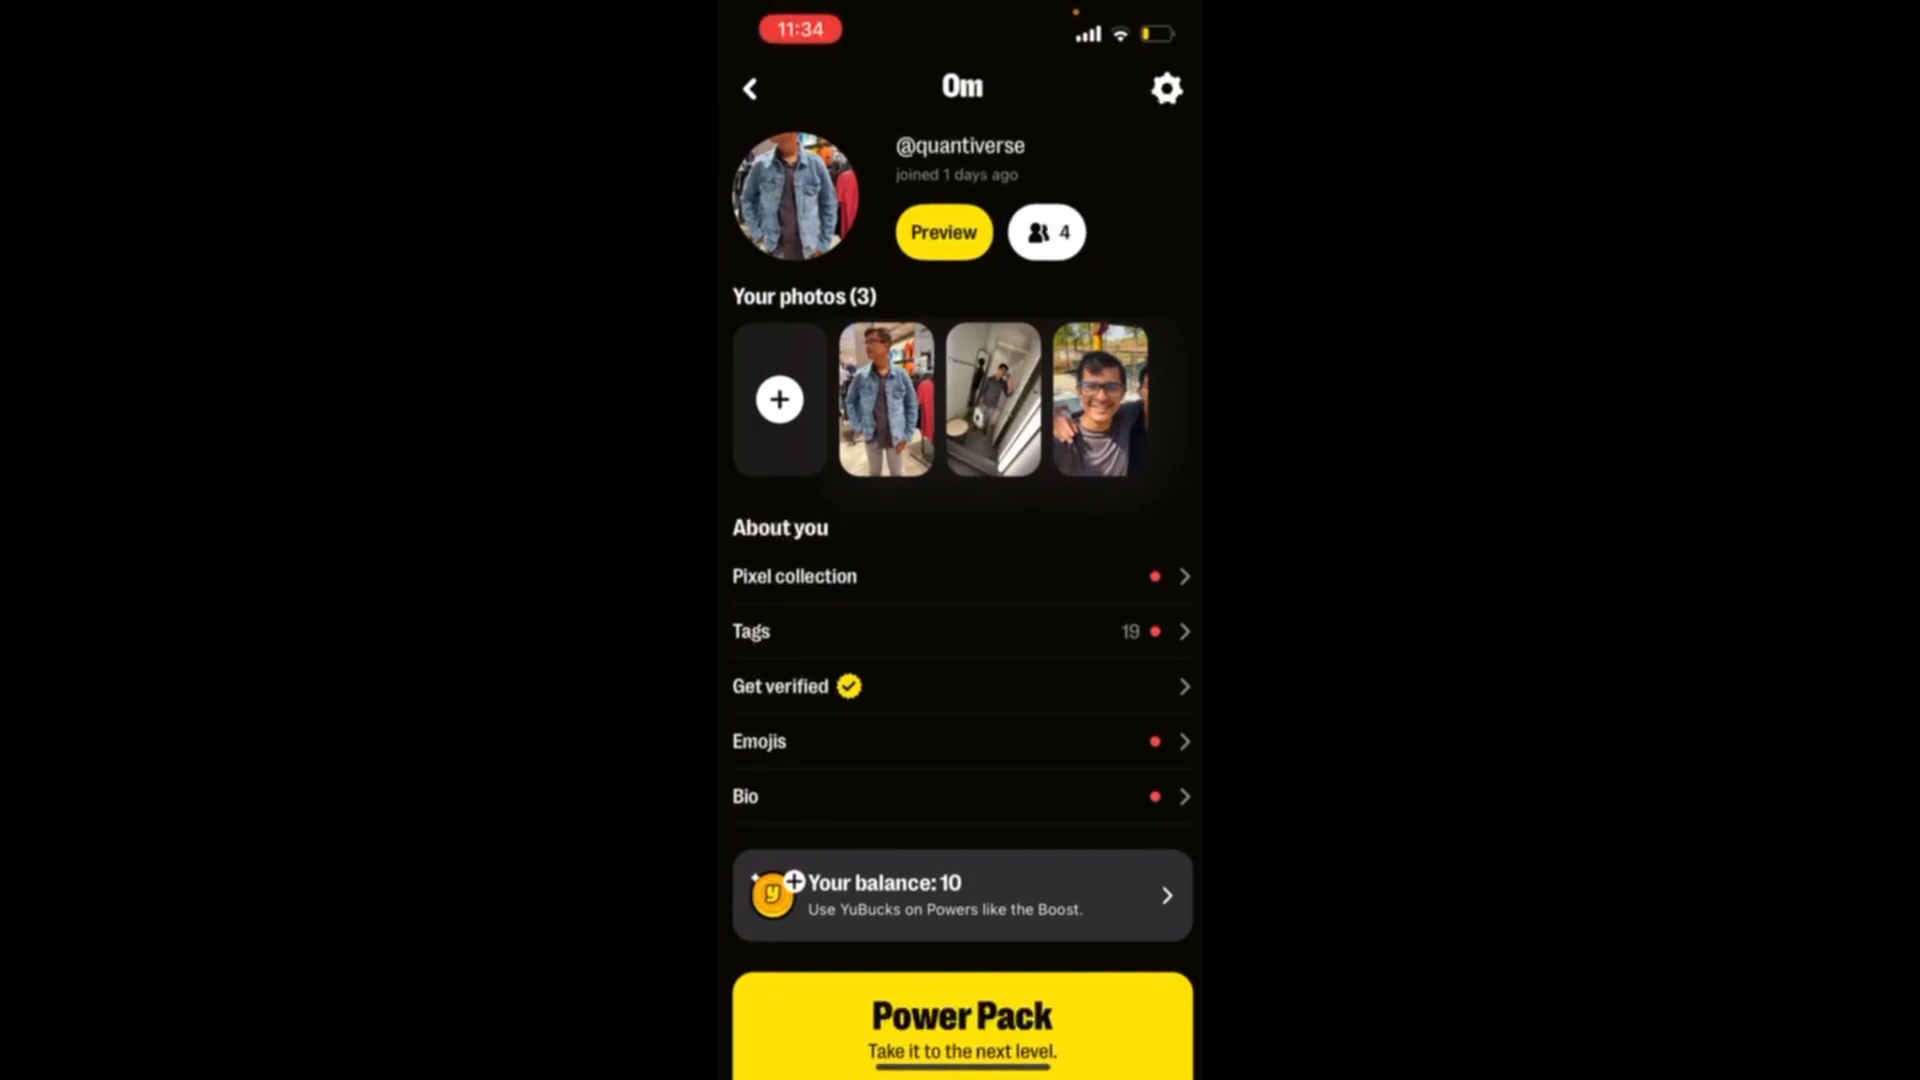 11:34
Om
@quantiverse
joined 1 days ago
Preview
4
Your photos (3)
About you
Pixel collection
Tags
19
Get verified
Emojis
Bio
Your balance: 10
Use YuBucks on Powers like the Boost.
Power Pack
Take it to the next level.